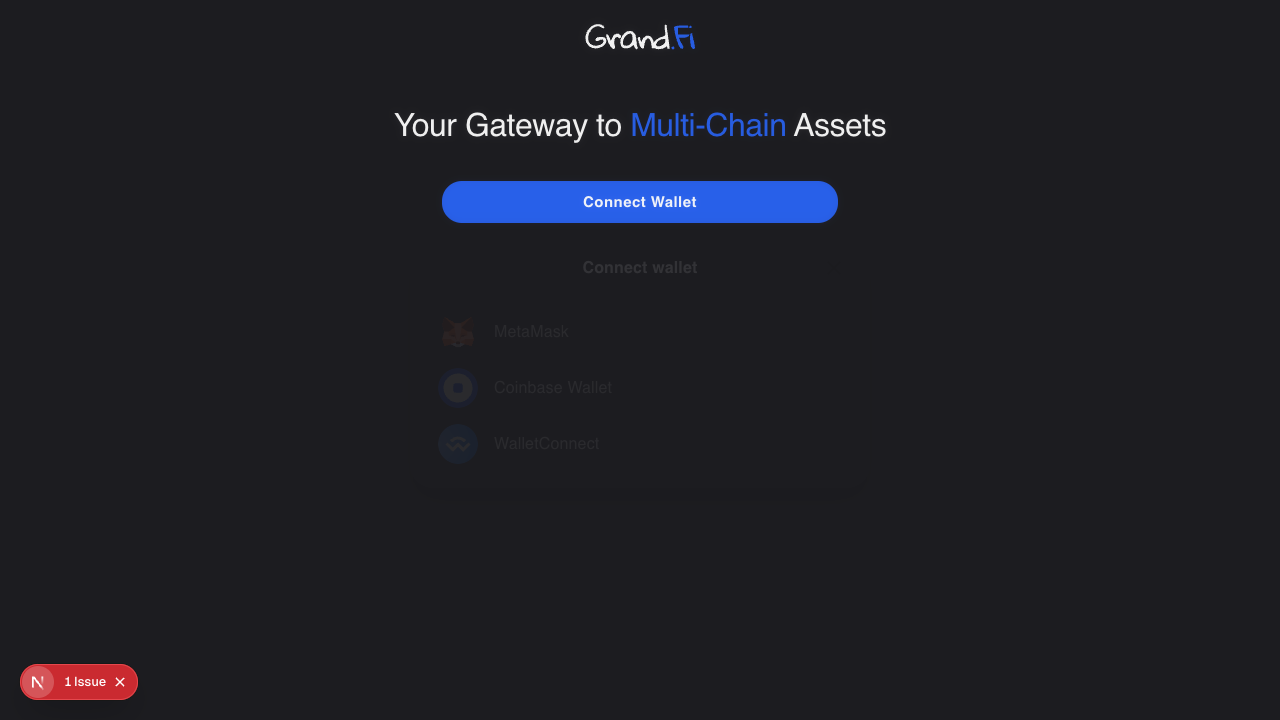 Grand.Fi
Your Gateway to Multi-Chain Assets
Connect Wallet
Connect wallet
MetaMask
Coinbase Wallet
WalletConnect
1 Issue